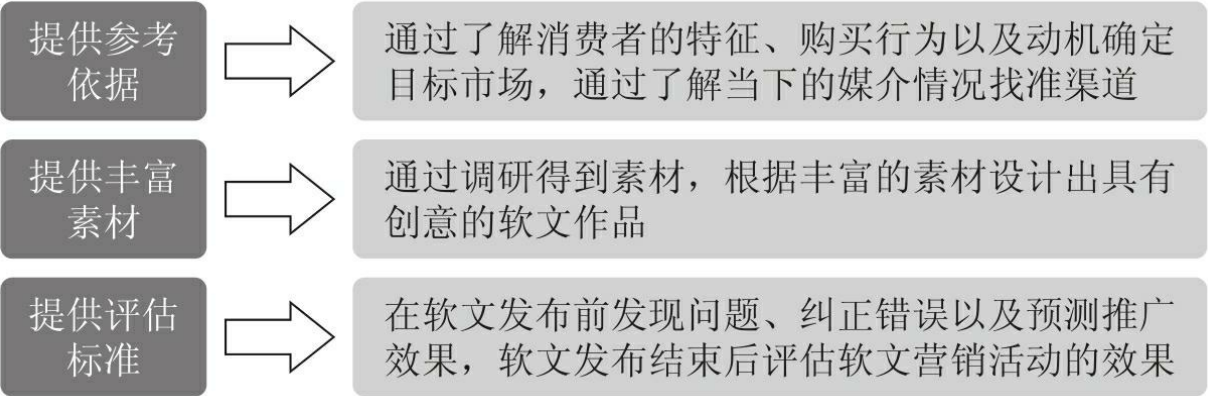 提供参考
依据
通过了解消费者的特征、购买行为以及动机确定
目标市场，通过了解当下的媒介情况找准渠道
提供丰富
素材
通过调研得到素材，根据丰富的素材设计出具有
创意的软文作品
提供评估
标准
在软文发布前发现问题、纠正错误以及预测推广
效果，软文发布结束后评估软文营销活动的效果